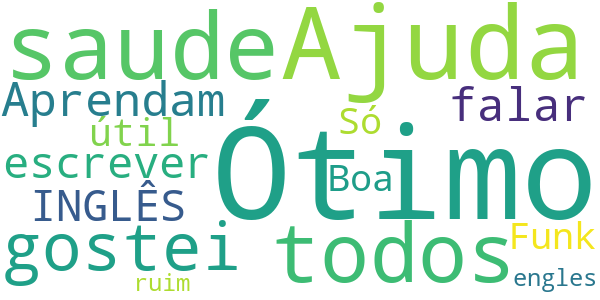 saude Ajuda
Aprendam
falar
útil
Só
escrever
Ótimo
Boa
INGLÊS
gostei
todos
Funk
ruim
engles